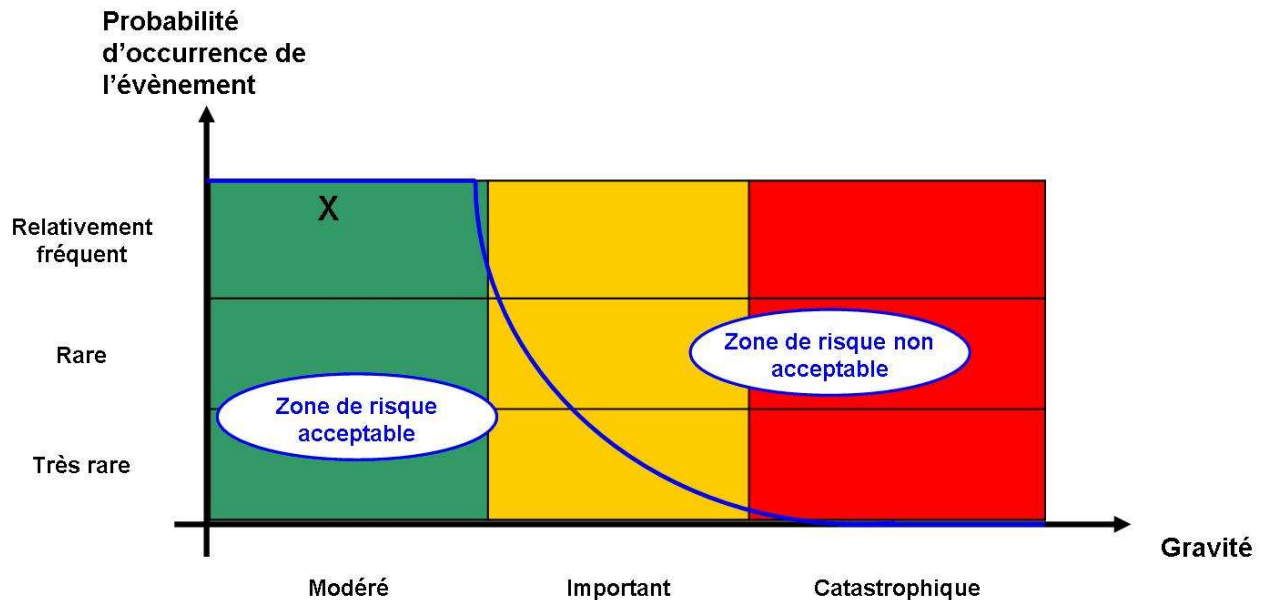 Probabilité
d'occurrence de
l'évènement
X
Relativement
fréquent
Rare
Zone de risque non
acceptable
Zone de risque
acceptable
Très rare
Gravité
Modéré
Important
Catastrophique